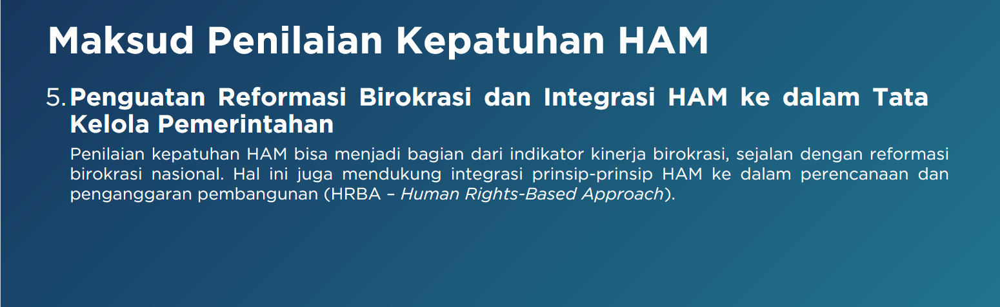 Maksud Penilaian Kepatuhan HAM
5. Penguatan Reformasi Birokrasi dan Integrasi HAM ke dalam Tata
Kelola Pemerintahan
Penilaian kepatuhan HAM bisa menjadi bagian dari indikator kinerja birokrasi, sejalan dengan reformasi
birokrasi nasional. Hal ini juga mendukung integrasi prinsip-prinsip HAM ke dalam perencanaan dan
penganggaran pembangunan (HRBA – Human Rights-Based Approach).